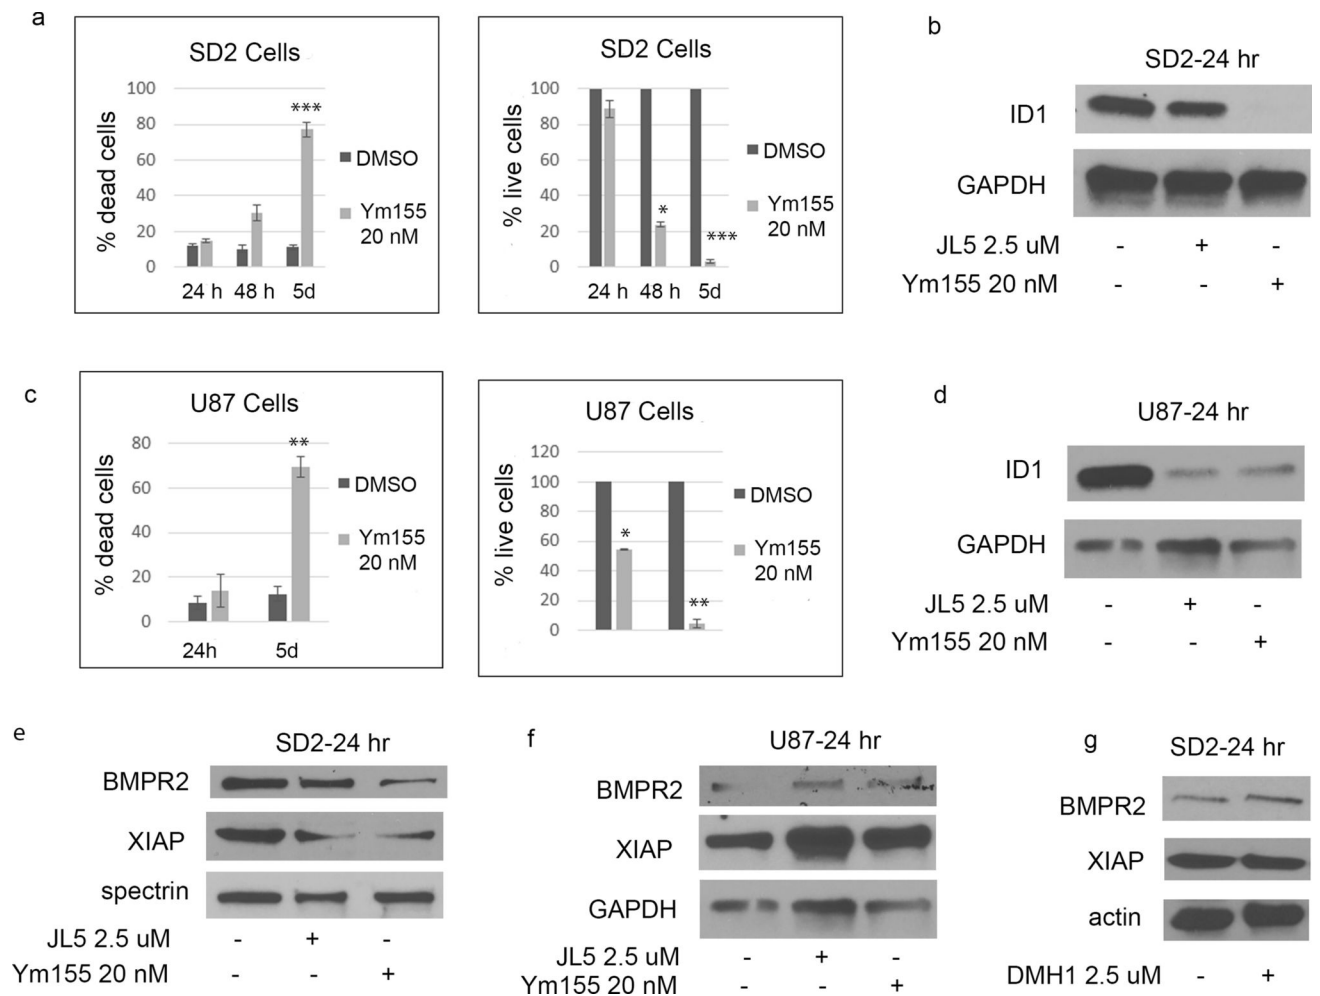 a
SD2 Cells
% dead cells
100
80
60
40
20
0
***
24 h 48 h 5d
DMSO
Ym155
20 nM
SD2 Cells
% live cells
100
80
60
40
20
0
*
***
24 h 48 h 5d
DMSO
Ym155
20 nM
b
SD2-24 hr
ID1
GAPDH
JL5 2.5 uM - + -
Ym155 20 nM - - +
c
U87 Cells
% dead cells
80
60
40
20
0
**
24h 5d
DMSO
Ym155
20 nM
U87 Cells
% live cells
120
100
80
60
40
20
0
*
**
DMSO
Ym155
20 nM
d
U87-24 hr
ID1
GAPDH
JL5 2.5 uM - + -
Ym155 20 nM - - +
e
SD2-24 hr
BMPR2
XIAP
spectrin
JL5 2.5 uM - + -
Ym155 20 nM - - +
f
U87-24 hr
BMPR2
XIAP
GAPDH
JL5 2.5 uM - + -
Ym155 20 nM - - +
g
SD2-24 hr
BMPR2
XIAP
actin
DMH1 2.5 uM - +